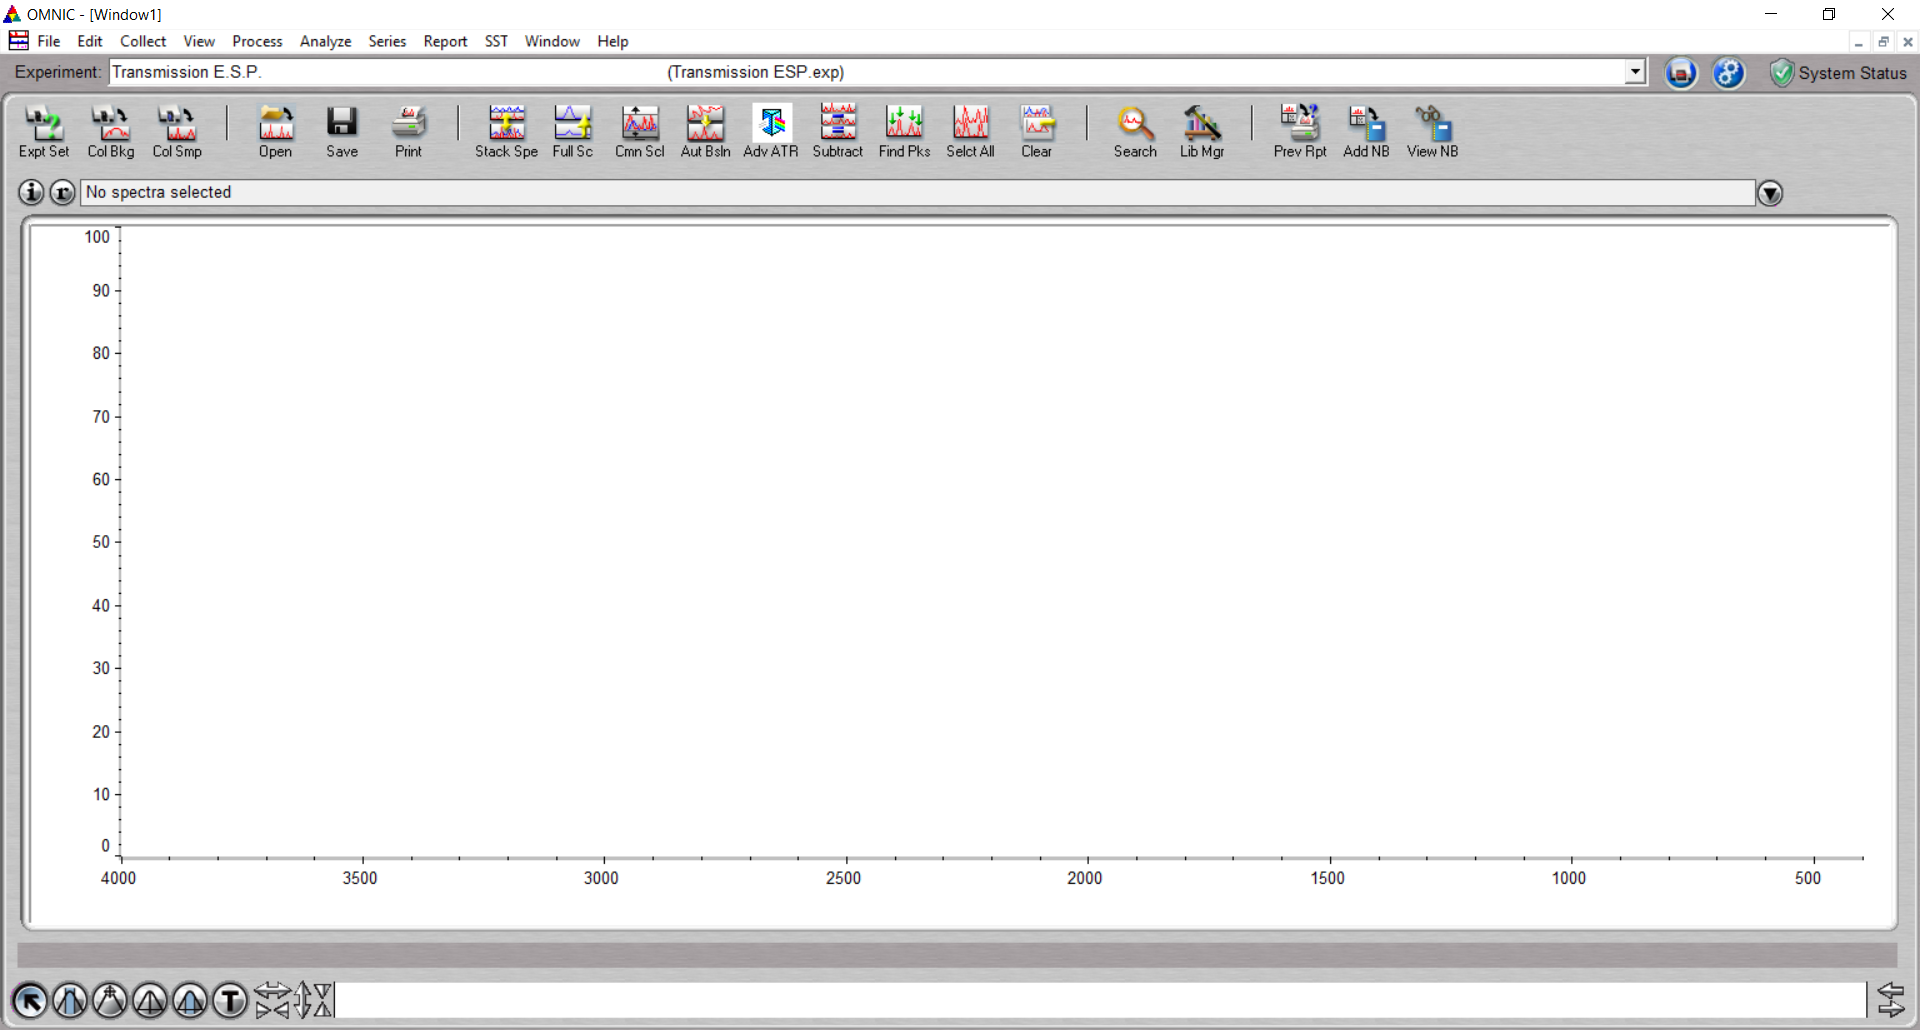 OMNIC - [Window1]
File Edit Collect View Process Analyze Series Report SST Window Help
Experiment: Transmission E.S.P. (Transmission ESP.exp) System Status
Expt Set Col Bkg Col Smp Open Save Print Stack Spe Full Sc Cmn Scl Aut Bsln Adv ATR Subtract Find Pks Selct All Clear Search Lib Mgr Prev Rpt Add NB View NB
i r No spectra selected
100
90
80
70
60
50
40
30
20
10
0
4000 3500 3000 2500 2000 1500 1000 500
T